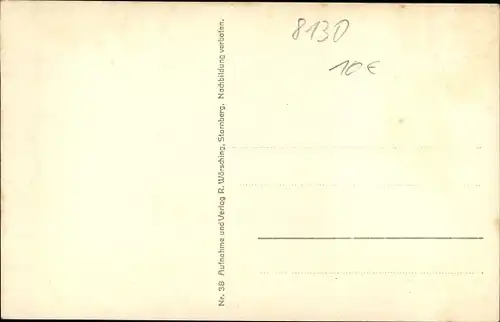 8130
10€
Nr. 38 Aufnahme und Verlag R. Wörsching, Starnberg. Nachbildung verboten.